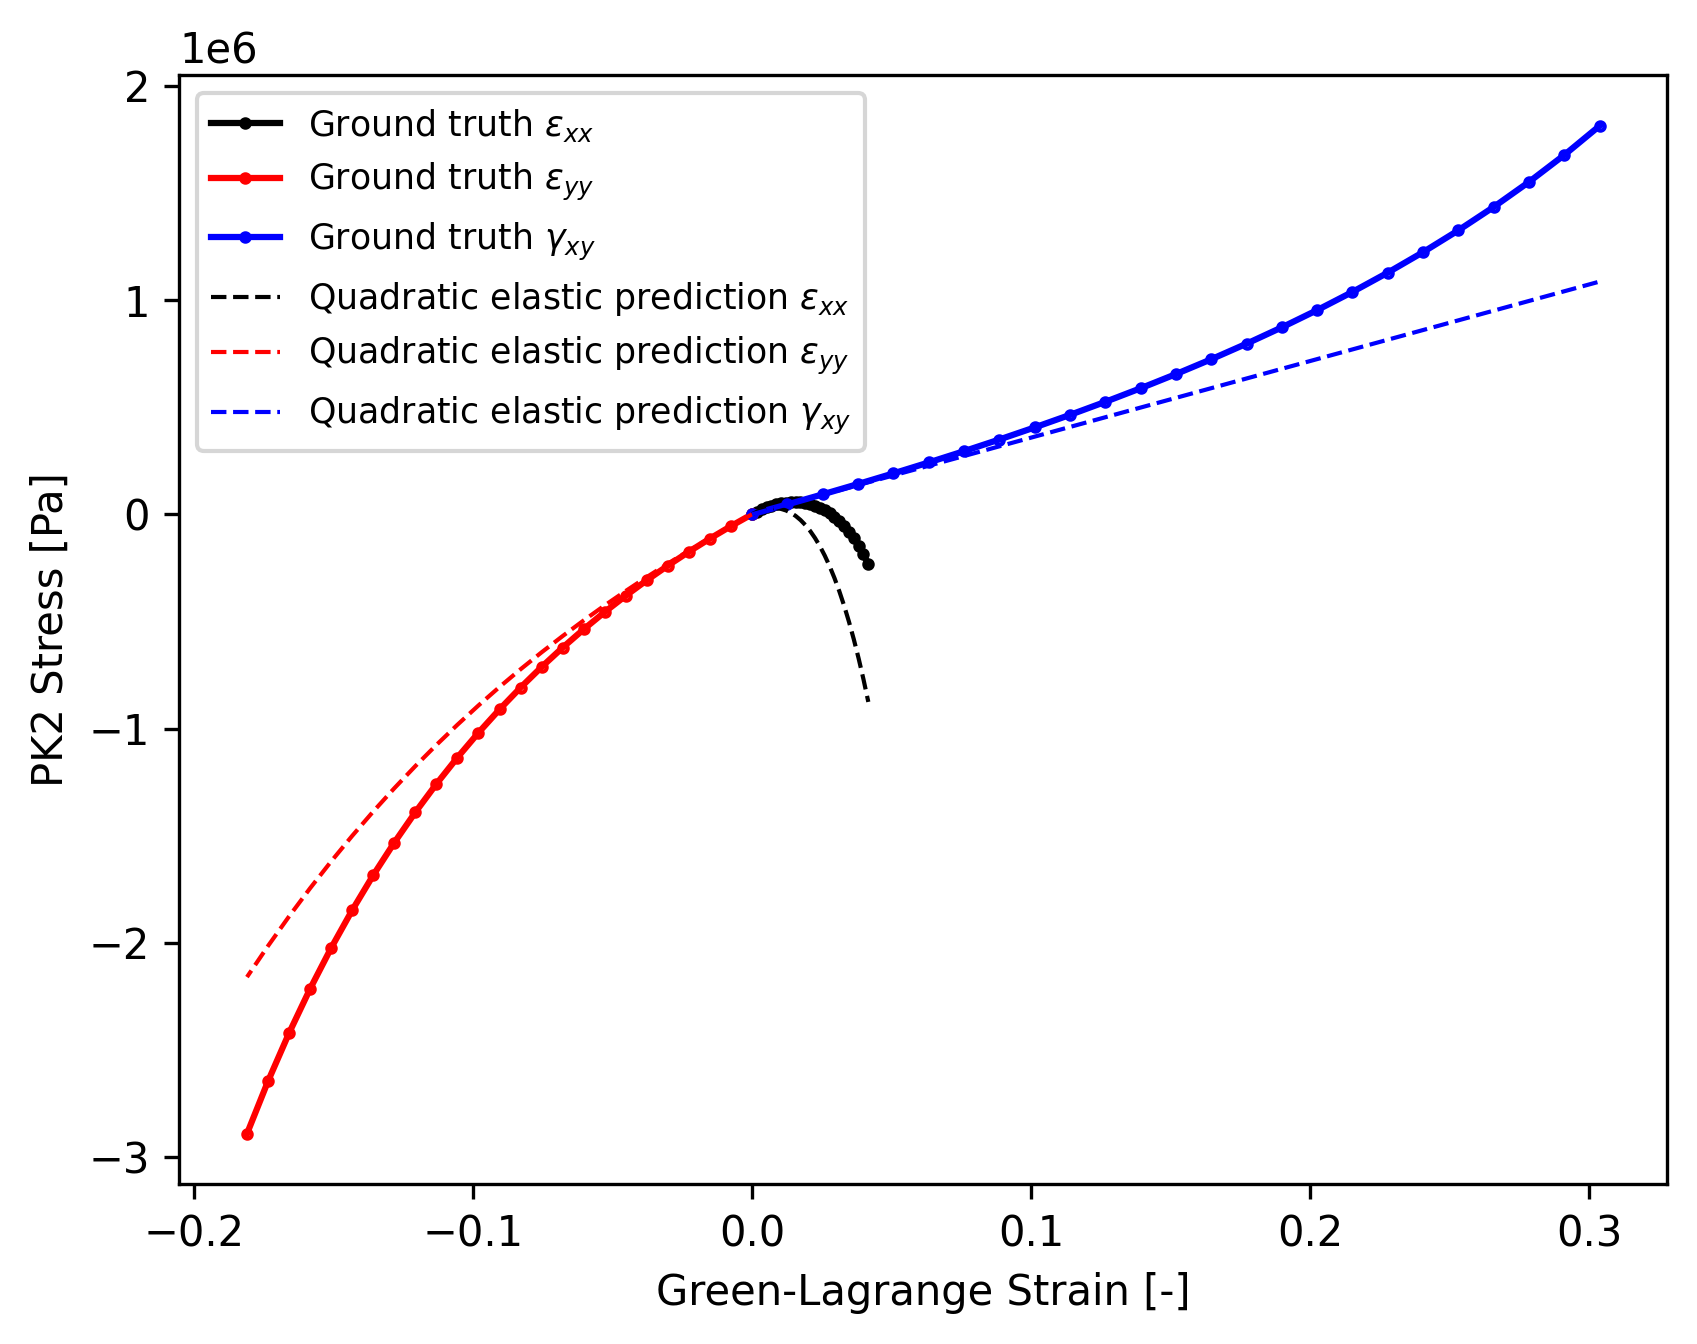 1e6
2
1
0
−1
−2
−3
PK2 Stress [Pa]
Ground truth εxx
Ground truth εyy
Ground truth γxy
Quadratic elastic prediction εxx
Quadratic elastic prediction εyy
Quadratic elastic prediction γxy
−0.2 −0.1 0.0 0.1 0.2 0.3
Green-Lagrange Strain [-]